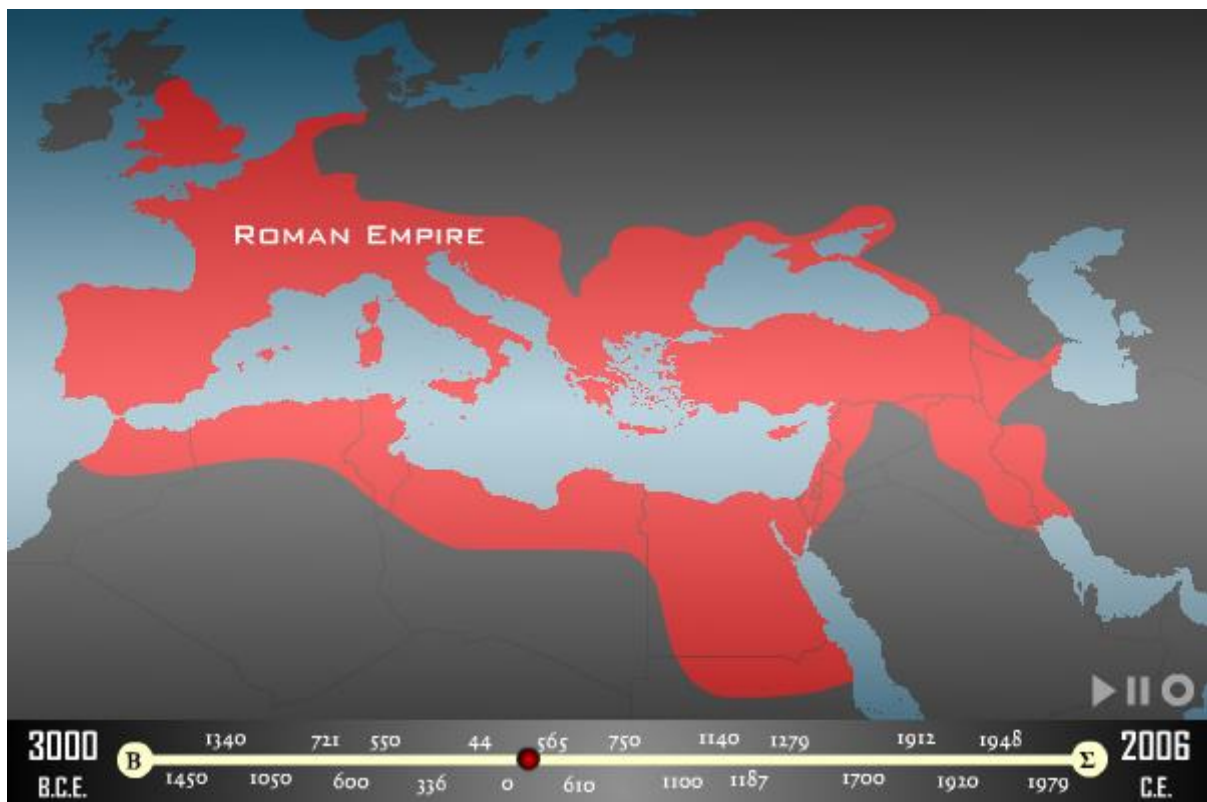 ROMAN EMPIRE
3000 B 1340 721 550 44 565 750 1140 1279 1912 1948 Σ 2006
B.C.E. 1450 1050 600 336 0 610 1100 1187 1700 1920 1979 C.E.